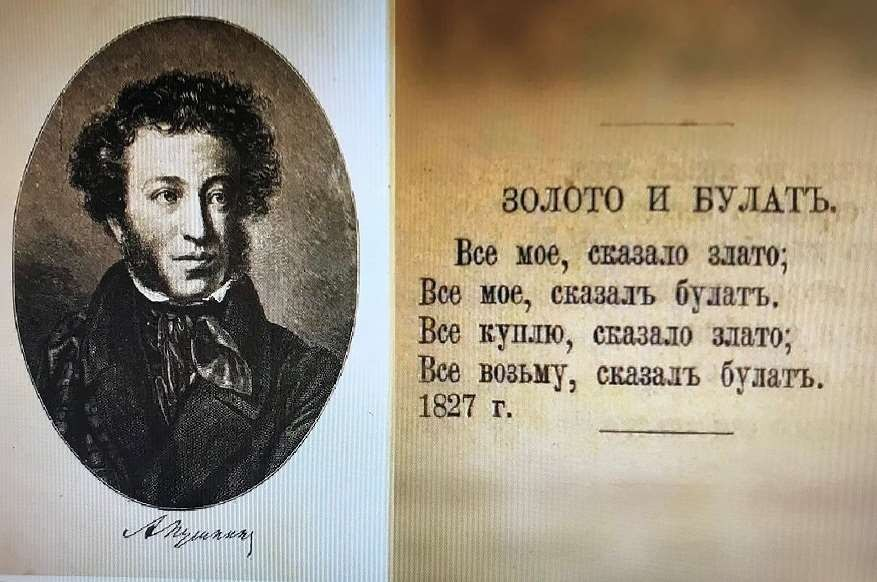 А Пушкинъ
ЗОЛОТО И БУЛАТЪ.
Все мое, сказало злато;
Все мое, сказалъ булатъ.
Все куплю, сказало злато;
Все возьму, сказалъ булатъ.
1827 г.